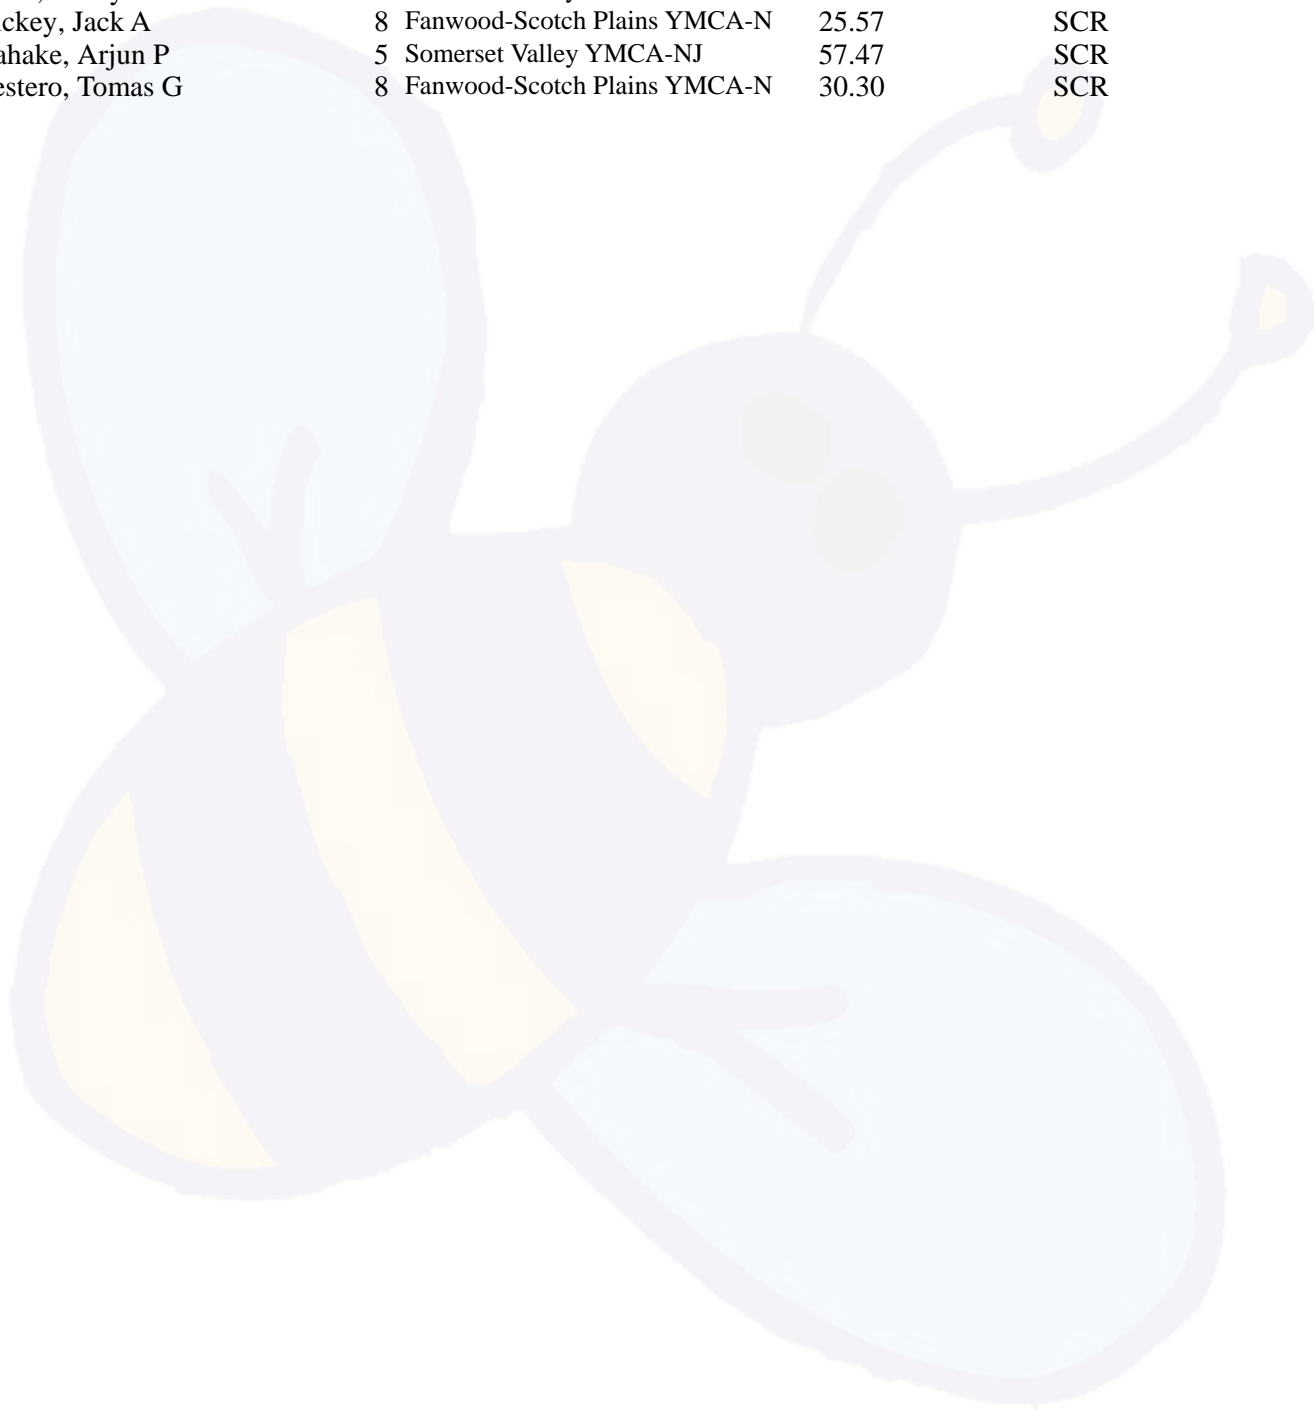 ckey, Jack A 8 Fanwood-Scotch Plains YMCA-N 25.57 SCR
ahake, Arjun P 5 Somerset Valley YMCA-NJ 57.47 SCR
estero, Tomas G 8 Fanwood-Scotch Plains YMCA-N 30.30 SCR